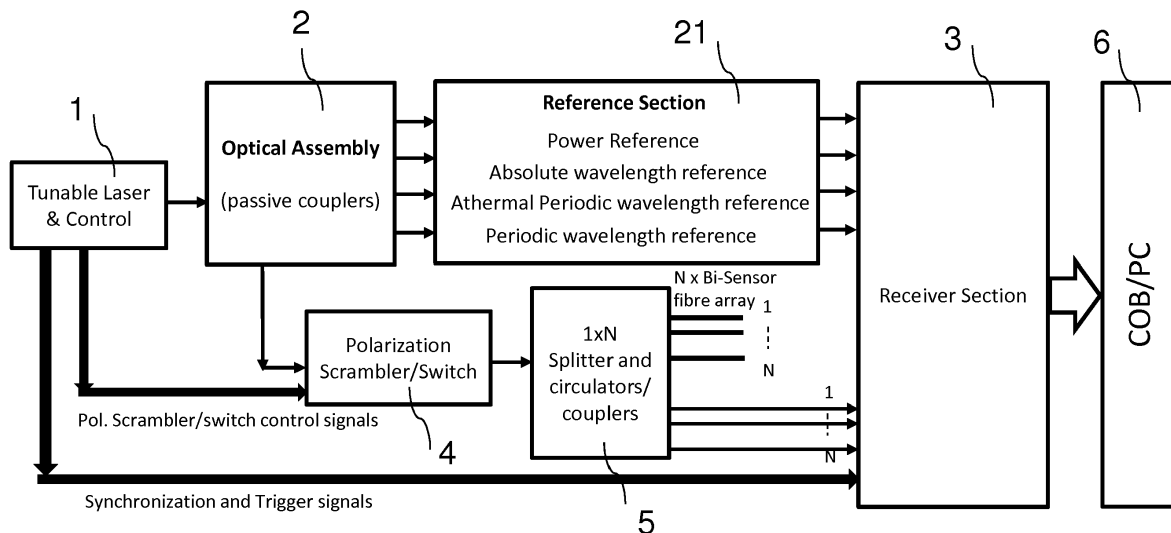 1
Tunable Laser
& Control
2
Optical Assembly
(passive couplers)
21
Reference Section
Power Reference
Absolute wavelength reference
Athermal Periodic wavelength reference
Periodic wavelength reference
3
Receiver Section
6
COB/PC
N x Bi-Sensor
fibre array
1
N
Polarization
Scrambler/Switch
4
1xN
Splitter and
circulators/
couplers
5
1
N
Pol. Scrambler/switch control signals
Synchronization and Trigger signals